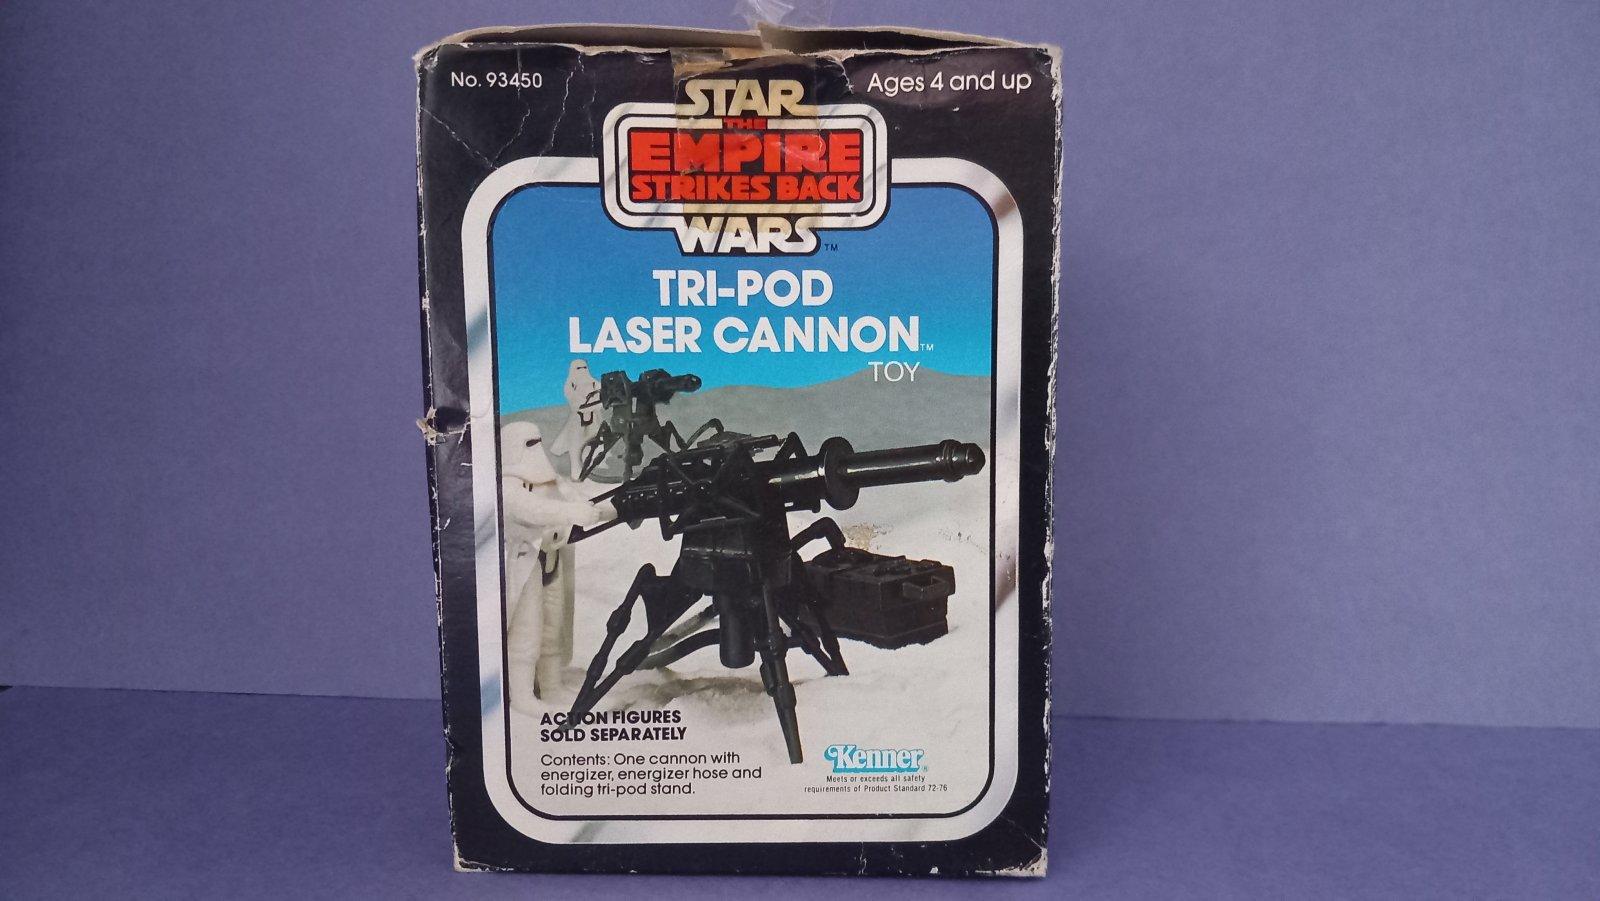 No. 93450
Ages 4 and up
STAR
THE
EMPIRE
STRIKES BACK
WARS TM
TRI-POD
LASER CANNON TM
TOY
ACTION FIGURES
SOLD SEPARATELY
Contents: One cannon with
energizer, energizer hose and
folding tri-pod stand.
Kenner®
Meets or exceeds all safety
requirements of Product Standard 72-76